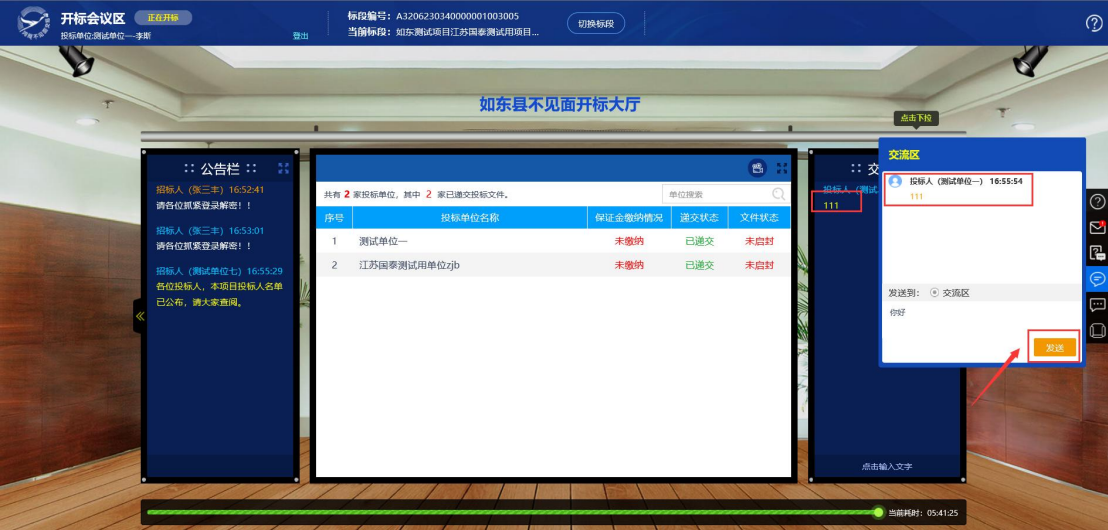 开标会议区 正在开标
投标单位:测试单位一--李斯
登出
标段编号: A3206230340000001003005
当前标段: 如东测试项目江苏国泰测试用项目...
切换标段
如东县不见面开标大厅
点击下拉
:: 公告栏 ::
招标人 (张三丰) 16:52:41
请各位抓紧登录解密! !
招标人 (张三丰) 16:53:01
请各位抓紧登录解密! !
招标人 (测试单位七) 16:55:29
各位投标人, 本项目投标人名单
已公布, 请大家查阅。
共有 2 家投标单位, 其中 2 家已递交投标文件。
单位搜索
序号 投标单位名称 保证金缴纳情况 递交状态 文件状态
1 测试单位一 未缴纳 已递交 未启封
2 江苏国泰测试用单位zjb 未缴纳 已递交 未启封
:: 交
投标人 (测试
111
点击输入文字
交流区
投标人 (测试单位一) 16:55:54
111
发送到: 交流区
你好
发送
当前耗时: 05:41:25